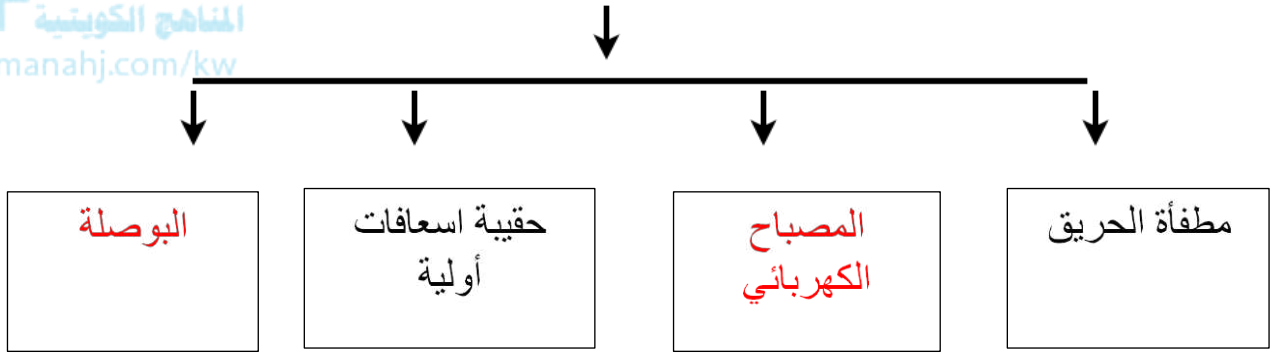 المناهج الكويتية
manahj.com/kw
مطفأة الحريق
المصباح
الكهربائي
حقيبة اسعافات
أولية
البوصلة